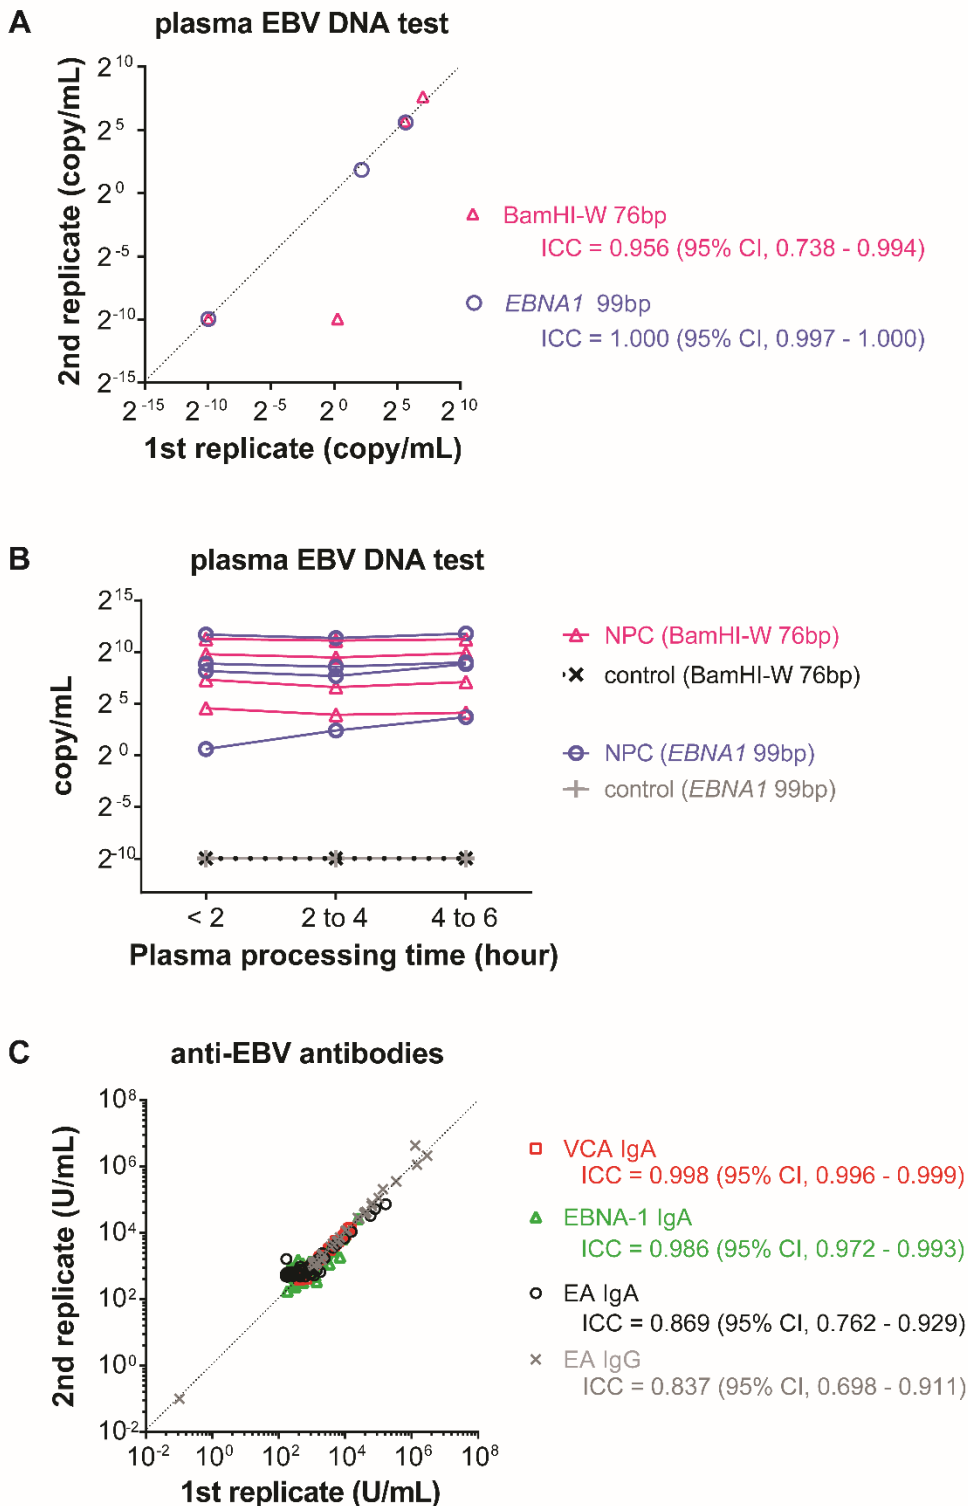 A
plasma EBV DNA test
2nd replicate (copy/mL)
2^10
2^5
2^0
2^-5
2^-10
2^-15
2^-15 2^-10 2^-5 2^0 2^5 2^10
1st replicate (copy/mL)
BamHI-W 76bp
ICC = 0.956 (95% CI, 0.738 - 0.994)
EBNA1 99bp
ICC = 1.000 (95% CI, 0.997 - 1.000)
B
plasma EBV DNA test
copy/mL
2^15
2^10
2^5
2^0
2^-5
2^-10
< 2 2 to 4 4 to 6
Plasma processing time (hour)
NPC (BamHI-W 76bp)
control (BamHI-W 76bp)
NPC (EBNA1 99bp)
control (EBNA1 99bp)
C
anti-EBV antibodies
2nd replicate (U/mL)
10^8
10^6
10^4
10^2
10^0
10^-2
10^-2 10^0 10^2 10^4 10^6 10^8
1st replicate (U/mL)
VCA IgA
ICC = 0.998 (95% CI, 0.996 - 0.999)
EBNA-1 IgA
ICC = 0.986 (95% CI, 0.972 - 0.993)
EA IgA
ICC = 0.869 (95% CI, 0.762 - 0.929)
EA IgG
ICC = 0.837 (95% CI, 0.698 - 0.911)